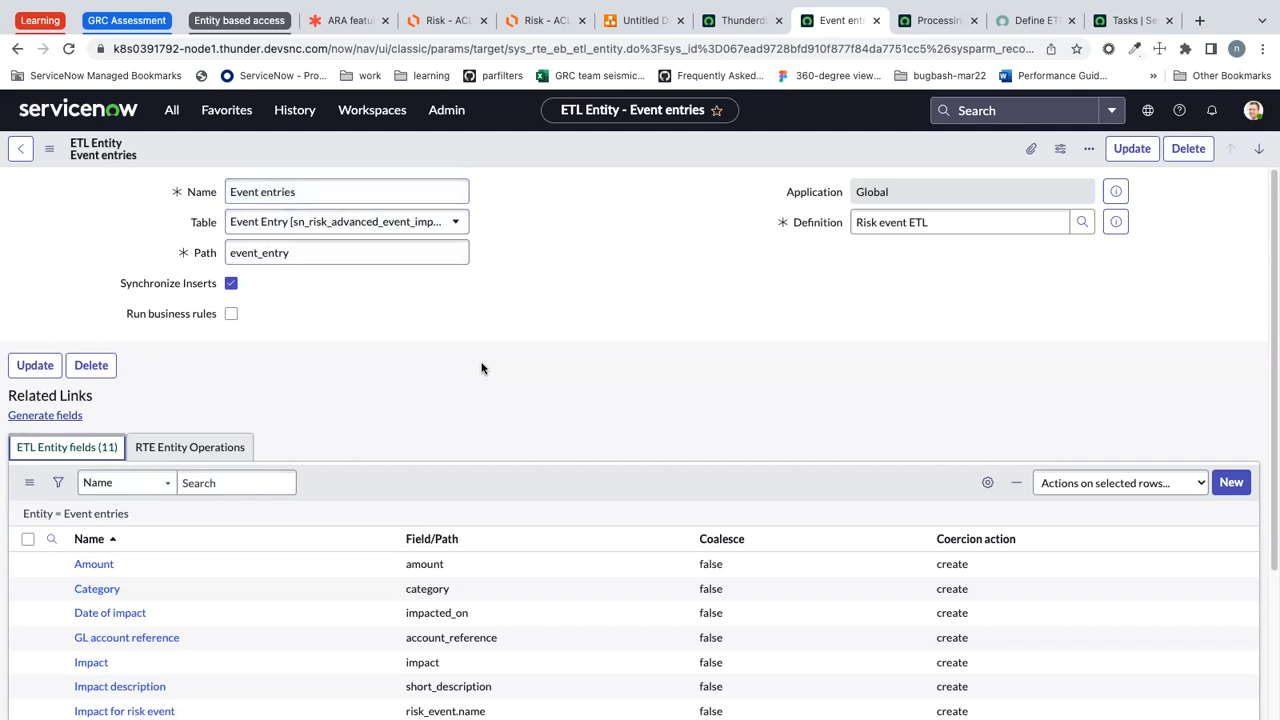 Learning
GRC Assessment
Entity based access
ARA featu
Risk - ACL
Risk - ACL
Untitled D
Thunderd
Event entr
Processin
Define ETL
Tasks | Se
k8s0391792-node1.thunder.devsnc.com/now/nav/ui/classic/params/target/sys_rte_eb_etl_entity.do%3Fsys_id%3D067ead9728bfd910f877f84da7751cc5%26sysparm_reco...
n
ServiceNow Managed Bookmarks
ServiceNow - Pro...
work
learning
parfilters
GRC team seismic...
Frequently Asked...
360-degree view...
bugbash-mar22
Performance Guid...
»
Other Bookmarks
servicenow
All
Favorites
History
Workspaces
Admin
ETL Entity - Event entries
Search
ETL Entity
Event entries
Update
Delete
Name
Event entries
Application
Global
Table
Event Entry [sn_risk_advanced_event_imp...
Definition
Risk event ETL
Path
event_entry
Synchronize Inserts
Run business rules
Update
Delete
Related Links
Generate fields
ETL Entity fields (11)
RTE Entity Operations
Name
Search
Actions on selected rows...
New
Entity = Event entries
Name
Field/Path
Coalesce
Coercion action
Amount
amount
false
create
Category
category
false
create
Date of impact
impacted_on
false
create
GL account reference
account_reference
false
create
Impact
impact
false
create
Impact description
short_description
false
create
Impact for risk event
risk_event.name
false
create